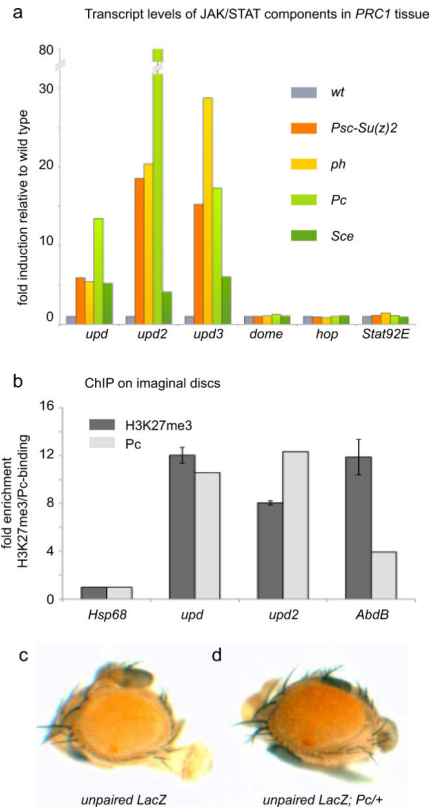 a
Transcript levels of JAK/STAT components in PRC1 tissue
fold induction relative to wild type
80
30
20
10
0
wt
Psc-Su(z)2
ph
Pc
Sce
upd upd2 upd3 dome hop Stat92E
b
ChIP on imaginal discs
fold enrichment
H3K27me3/Pc-binding
16
12
8
4
0
H3K27me3
Pc
Hsp68 upd upd2 AbdB
c
d
unpaired LacZ
unpaired LacZ; Pc/+